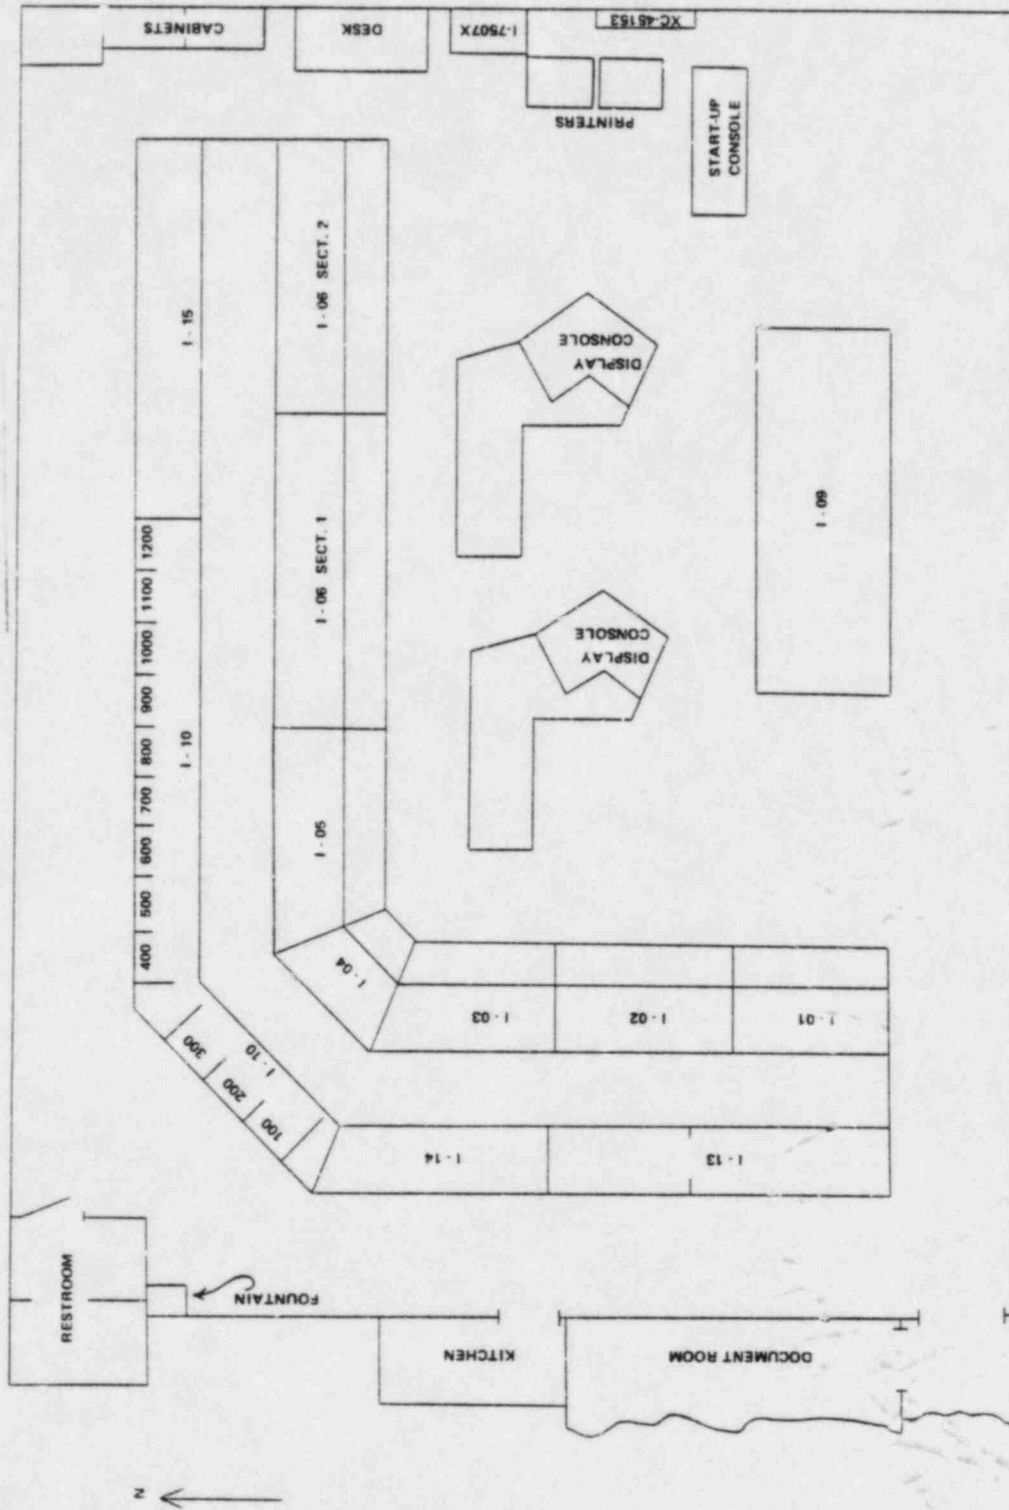 CABINETS
DESK
I-7507X
XC-45153
PRINTERS
START-UP
CONSOLE
I - 15
I - 06 SECT. 2
DISPLAY
CONSOLE
1200
1100
1000
900
800
700
600
500
400
I - 10
I - 06 SECT. 1
I - 09
DISPLAY
CONSOLE
I - 05
I - 04
300
200
100
I - 10
I - 03
I - 02
I - 01
I - 14
I - 13
RESTROOM
FOUNTAIN
KITCHEN
DOCUMENT ROOM
N